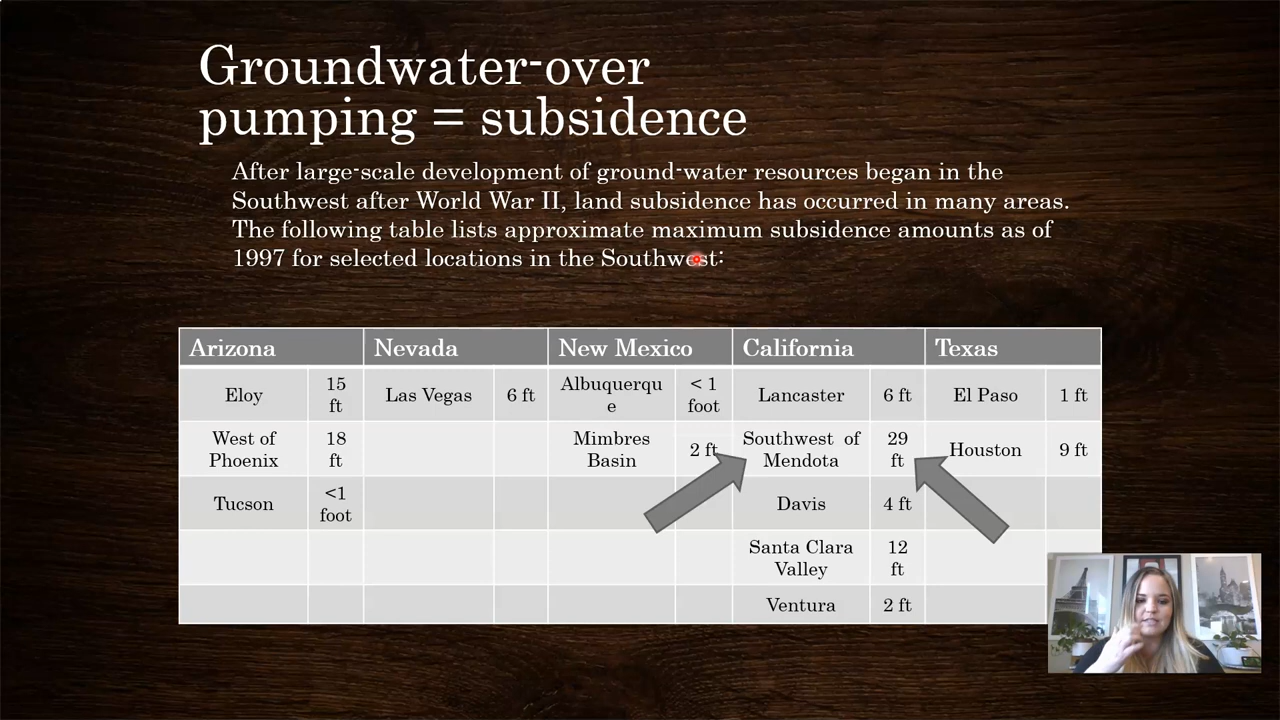 Groundwater-over
pumping = subsidence
After large-scale development of ground-water resources began in the
Southwest after World War II, land subsidence has occurred in many areas.
The following table lists approximate maximum subsidence amounts as of
1997 for selected locations in the Southwest:
Arizona Nevada New Mexico California Texas
Eloy 15 ft Las Vegas 6 ft Albuquerque < 1 foot Lancaster 6 ft El Paso 1 ft
West of Phoenix 18 ft Mimbres Basin 2 ft Southwest of Mendota 29 ft Houston 9 ft
Tucson <1 foot Davis 4 ft
Santa Clara Valley 12 ft
Ventura 2 ft